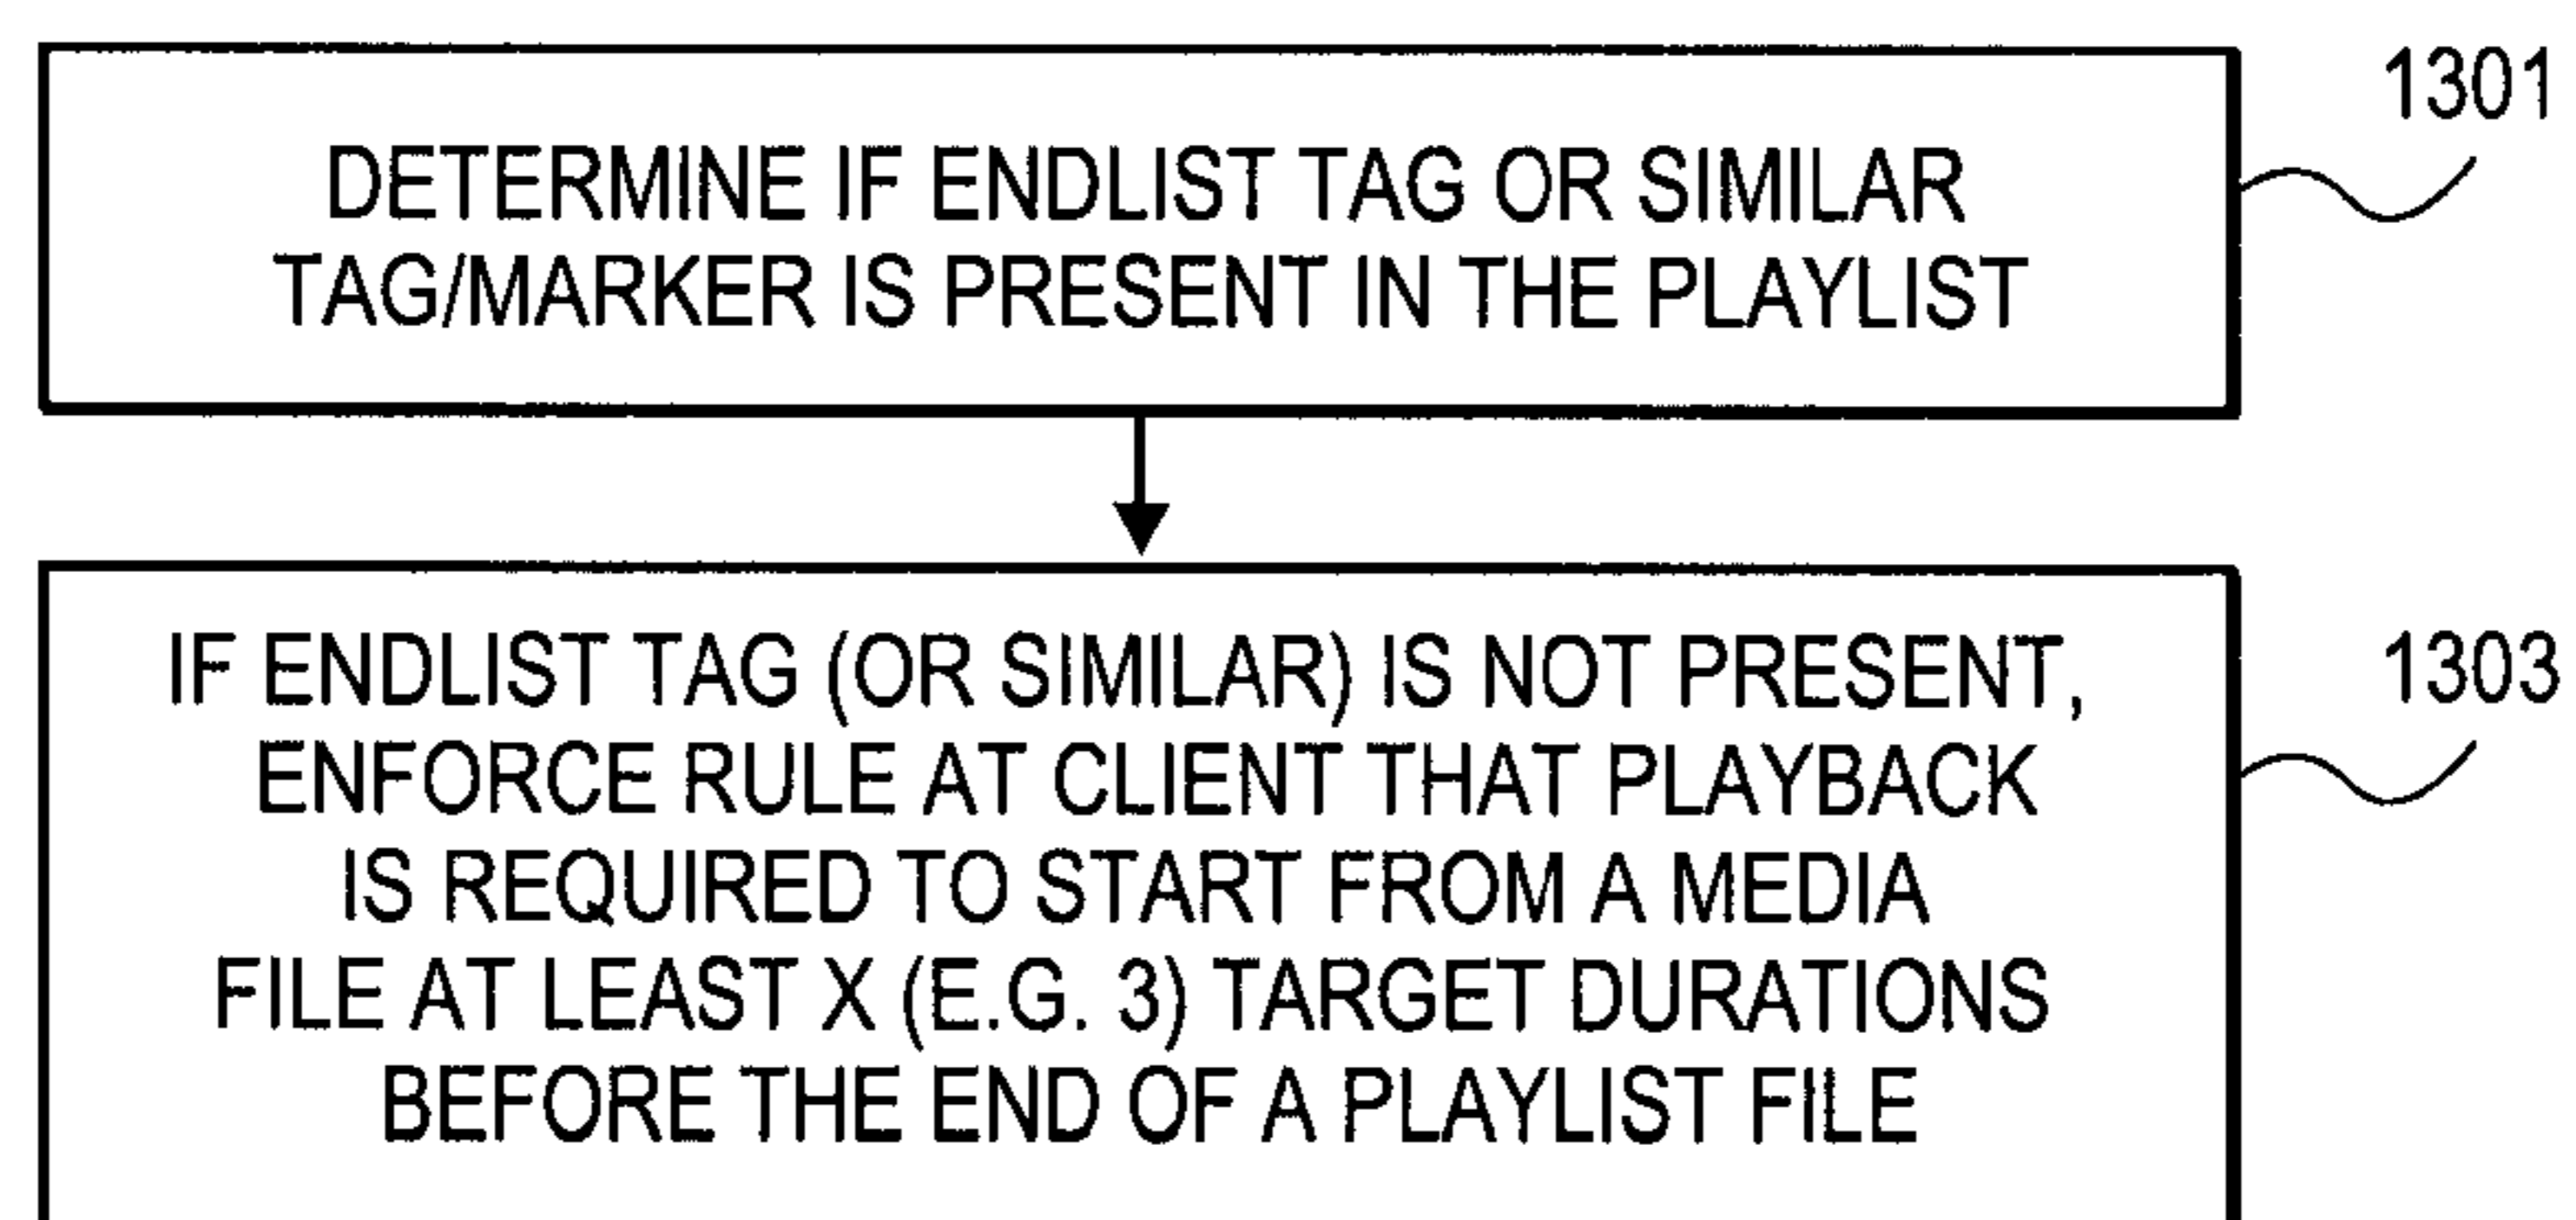 1301
DETERMINE IF ENDLIST TAG OR SIMILAR
TAG/MARKER IS PRESENT IN THE PLAYLIST
1303
IF ENDLIST TAG (OR SIMILAR) IS NOT PRESENT,
ENFORCE RULE AT CLIENT THAT PLAYBACK
IS REQUIRED TO START FROM A MEDIA
FILE AT LEAST X (E.G. 3) TARGET DURATIONS
BEFORE THE END OF A PLAYLIST FILE